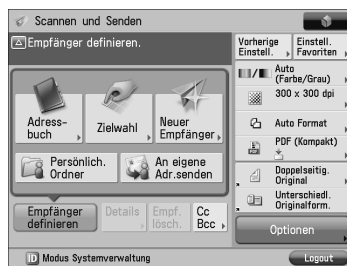 Scannen und Senden
Empfänger definieren.
Adress-
buch
Zielwahl
Neuer
Empfänger
Persönlich.
Ordner
An eigene
Adr.senden
Empfänger
definieren
Details
Empf.
lösch.
Cc
Bcc
Vorherige
Einstell.
Einstell.
Favoriten
Auto
(Farbe/Grau)
300 x 300 dpi
Auto Format
PDF (Kompakt)
Doppelseitig.
Original
Unterschiedl.
Originalform.
Optionen
ID Modus Systemverwaltung
Logout